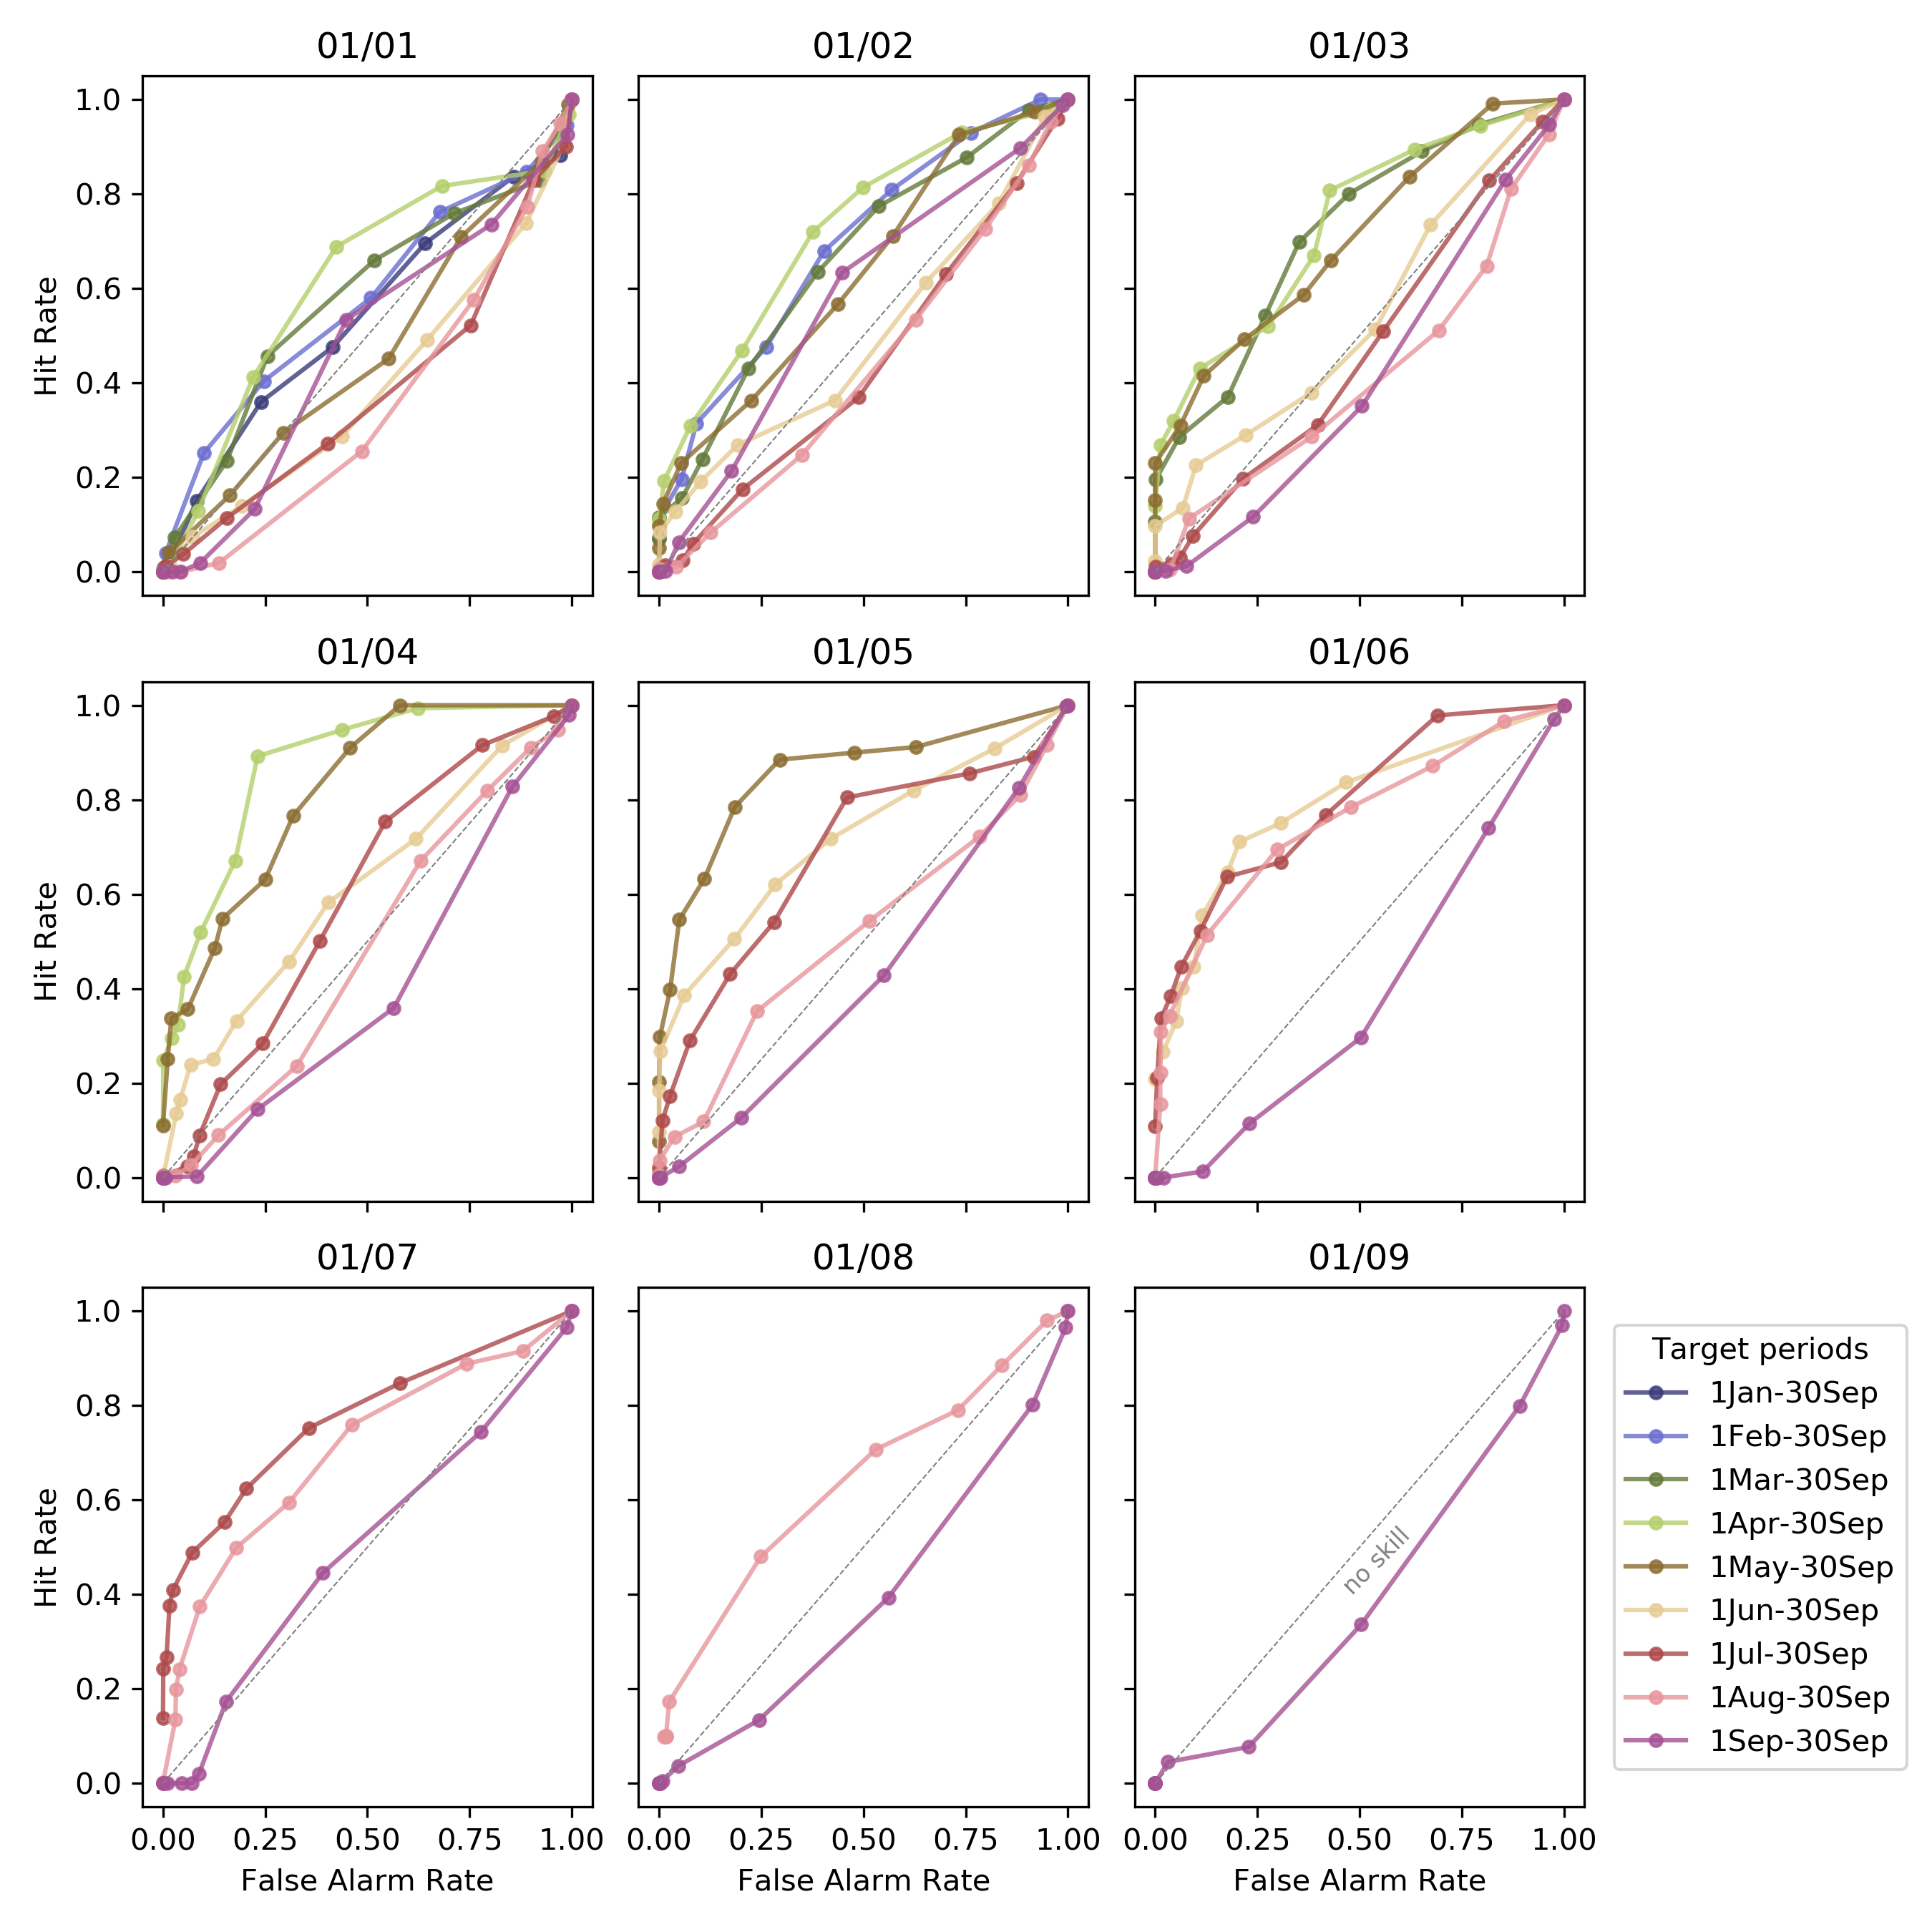 01/01
01/02
01/03
1.0
0.8
0.6
0.4
0.2
0.0
Hit Rate
01/04
01/05
01/06
1.0
0.8
0.6
0.4
0.2
0.0
Hit Rate
01/07
01/08
01/09
1.0
0.8
0.6
0.4
0.2
0.0
Hit Rate
no skill
0.00 0.25 0.50 0.75 1.00
0.00 0.25 0.50 0.75 1.00
0.00 0.25 0.50 0.75 1.00
False Alarm Rate
False Alarm Rate
False Alarm Rate
Target periods
1Jan-30Sep
1Feb-30Sep
1Mar-30Sep
1Apr-30Sep
1May-30Sep
1Jun-30Sep
1Jul-30Sep
1Aug-30Sep
1Sep-30Sep